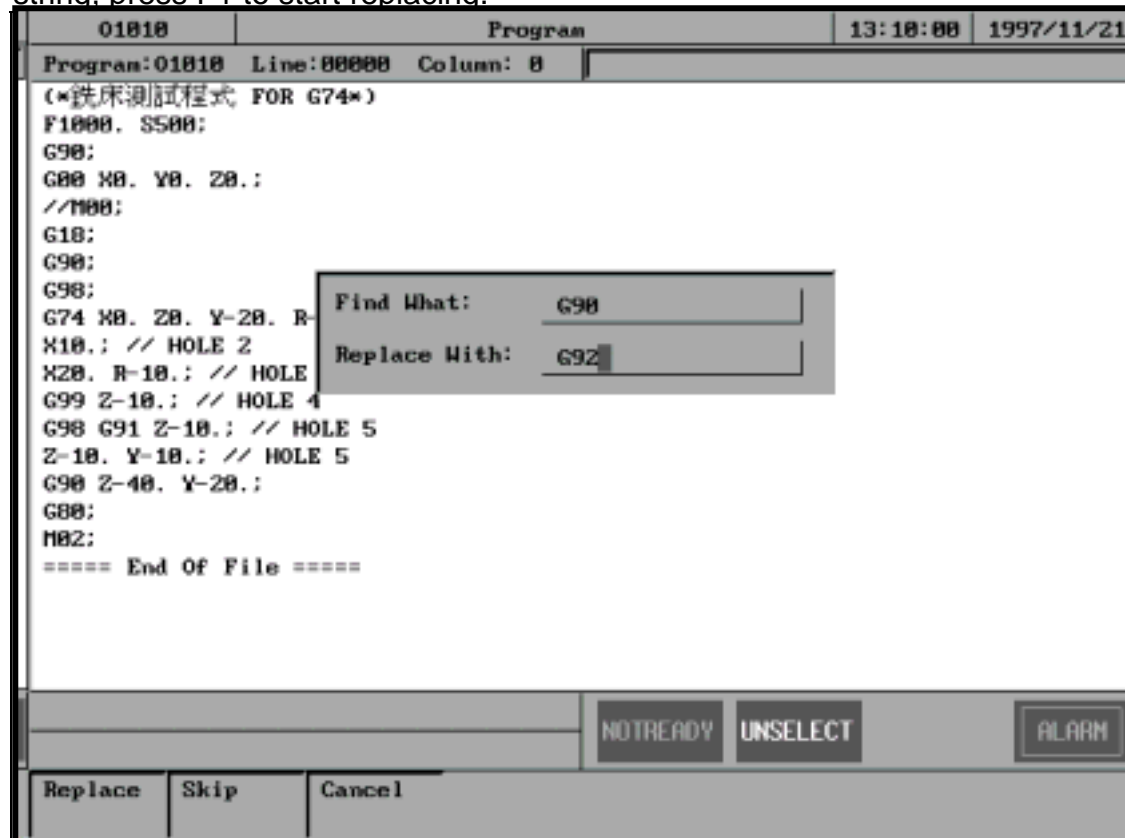 string, press F1 to start replacing.
O1010 Program 13:10:00 1997/11/21
Program:O1010 Line:00000 Column: 0
(*銑床測試程式 FOR G74*)
F1000. S500;
G90;
G00 X0. Y0. Z0.;
//M00;
G18;
G90;
G98;
G74 X0. Z0. Y-20. R-
X10.; // HOLE 2
X20. R-10.; // HOLE
G99 Z-10.; // HOLE 4
G98 G91 Z-10.; // HOLE 5
Z-10. Y-10.; // HOLE 5
G90 Z-40. Y-20.;
G80;
M02;
===== End Of File =====
Find What: G90
Replace With: G92
NOTREADY UNSELECT ALARM
Replace Skip Cancel